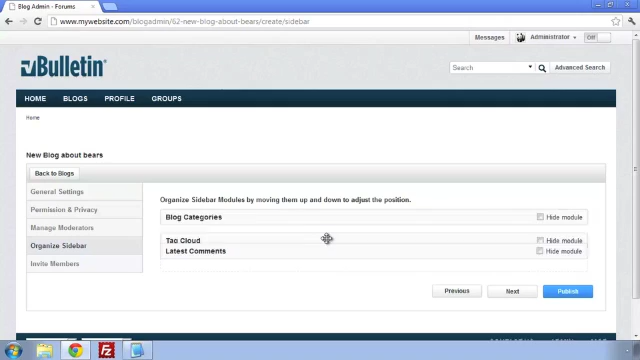 Blog Admin - Forums
www.mywebsite.com/blogadmin/62-new-blog-about-bears/create/sidebar
Messages Administrator Off
vBulletin
Search Advanced Search
HOME BLOGS PROFILE GROUPS
Home
New Blog about bears
Back to Blogs
General Settings
Permission & Privacy
Manage Moderators
Organize Sidebar
Invite Members
Organize Sidebar Modules by moving them up and down to adjust the position.
Blog Categories Hide module
Tag Cloud Hide module
Latest Comments Hide module
Previous Next Publish